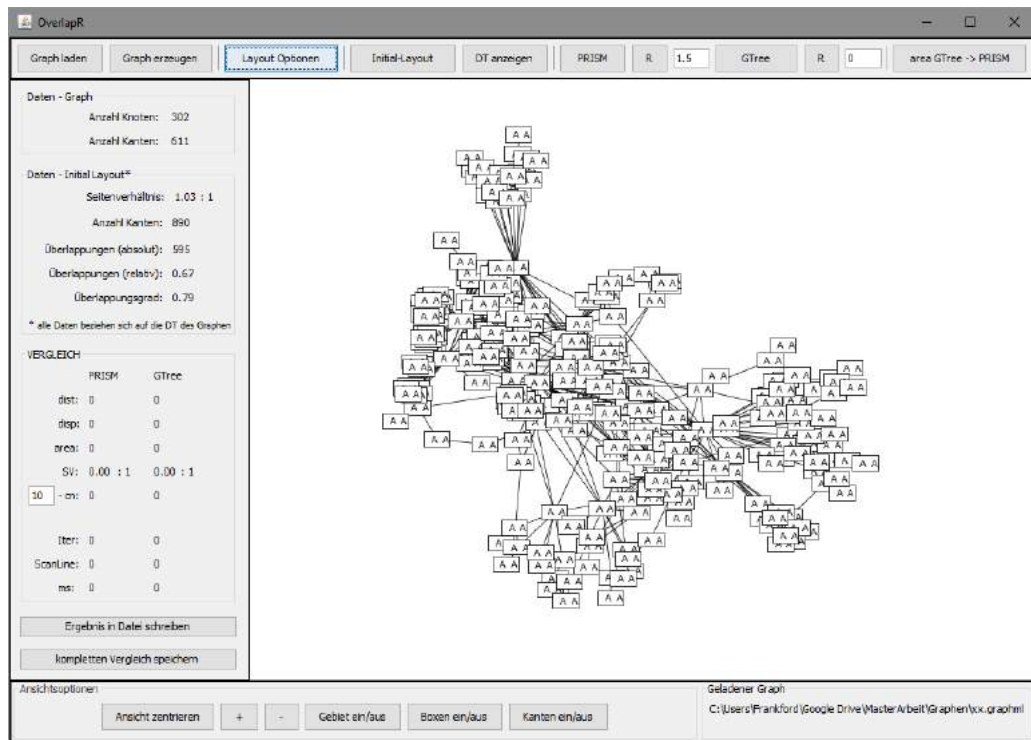 OverlapR
Graph laden Graph erzeugen Layout Optionen Initial-Layout DT anzeigen PRISM R 1.5 GTree R 0 area GTree -> PRISM
Daten - Graph
Anzahl Knoten: 302
Anzahl Kanten: 611
Daten - Initial Layout*
Seitenverhältnis: 1.03 : 1
Anzahl Kanten: 890
Überlappungen (absolut): 595
Überlappungen (relativ): 0.67
Überlappungsgrad: 0.79
* alle Daten beziehen sich auf die DT des Graphen
VERGLEICH
PRISM GTree
dist: 0 0
disp: 0 0
area: 0 0
SV: 0.00 : 1 0.00 : 1
10 - cn: 0 0
Iter: 0 0
ScanLine: 0 0
ms: 0 0
Ergebnis in Datei schreiben
kompletten Vergleich speichern
Ansichtsoptionen
Ansicht zentrieren + - Gebiet ein/aus Boxen ein/aus Kanten ein/aus
Geladener Graph
C:\Users\Frankford\Google Drive\MasterArbeit\Graphen\xx.graphml